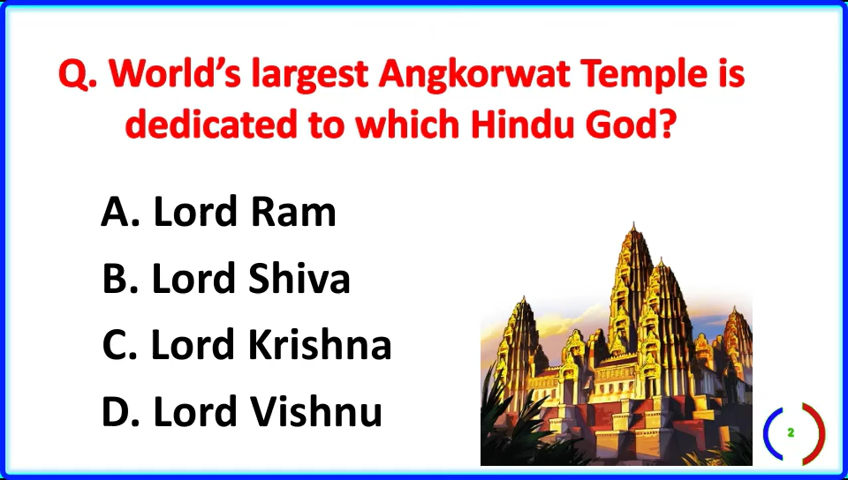 Q. World’s largest Angkorwat Temple is
dedicated to which Hindu God?
A. Lord Ram
B. Lord Shiva
C. Lord Krishna
D. Lord Vishnu
2